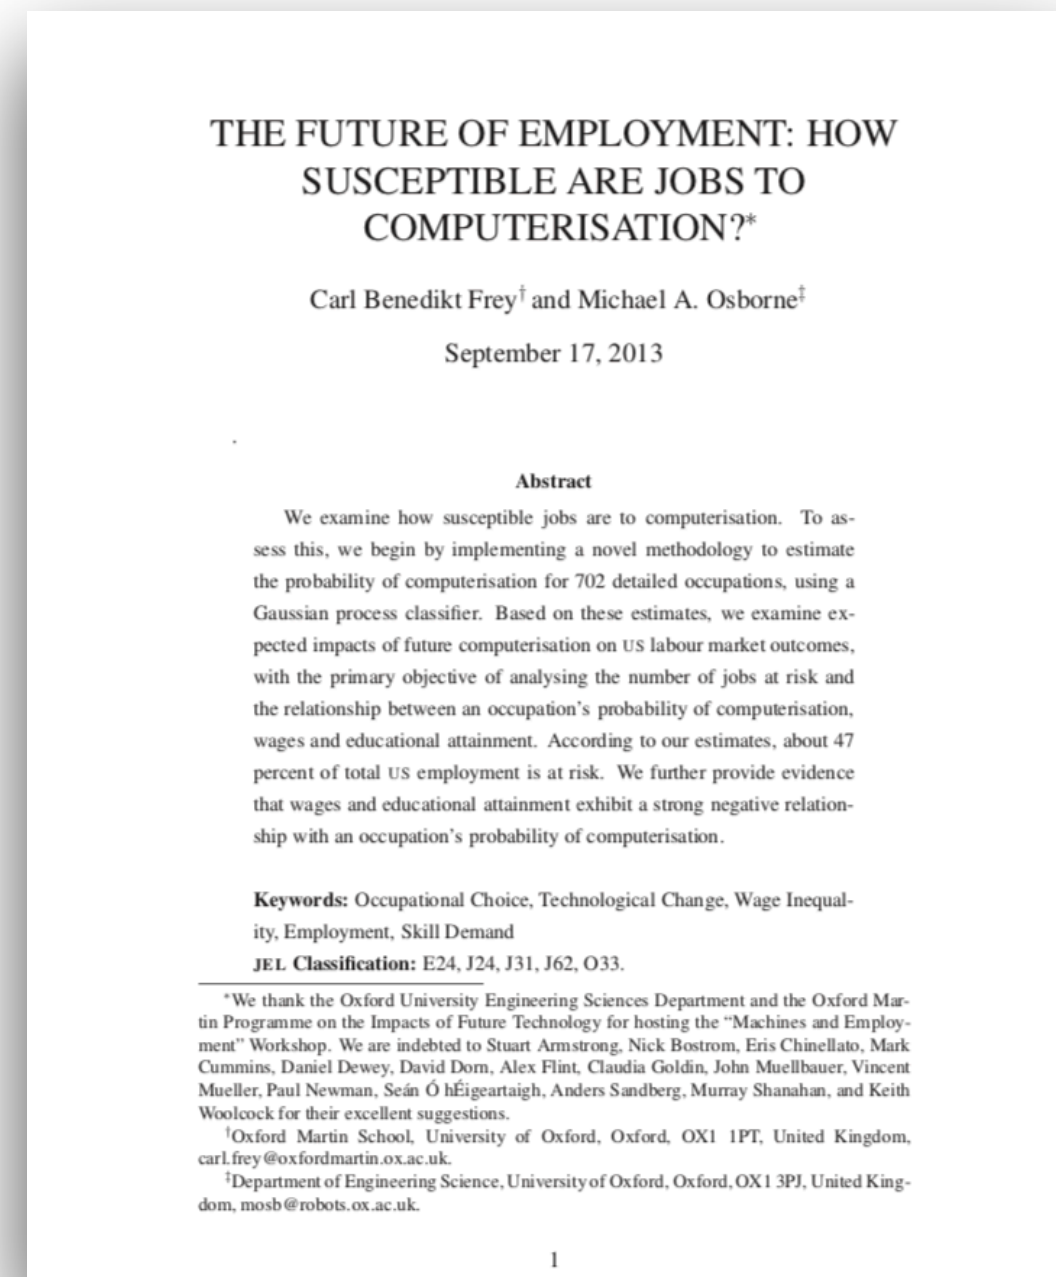 THE FUTURE OF EMPLOYMENT: HOW
SUSCEPTIBLE ARE JOBS TO
COMPUTERISATION?*
Carl Benedikt Frey† and Michael A. Osborne‡
September 17, 2013
.
Abstract
We examine how susceptible jobs are to computerisation. To as-
sess this, we begin by implementing a novel methodology to estimate
the probability of computerisation for 702 detailed occupations, using a
Gaussian process classifier. Based on these estimates, we examine ex-
pected impacts of future computerisation on US labour market outcomes,
with the primary objective of analysing the number of jobs at risk and
the relationship between an occupation's probability of computerisation,
wages and educational attainment. According to our estimates, about 47
percent of total US employment is at risk. We further provide evidence
that wages and educational attainment exhibit a strong negative relation-
ship with an occupation's probability of computerisation.
Keywords: Occupational Choice, Technological Change, Wage Inequal-
ity, Employment, Skill Demand
JEL Classification: E24, J24, J31, J62, O33.
*We thank the Oxford University Engineering Sciences Department and the Oxford Mar-
tin Programme on the Impacts of Future Technology for hosting the "Machines and Employ-
ment" Workshop. We are indebted to Stuart Armstrong, Nick Bostrom, Eris Chinellato, Mark
Cummins, Daniel Dewey, David Dorn, Alex Flint, Claudia Goldin, John Muellbauer, Vincent
Mueller, Paul Newman, Seán Ó hÉigeartaigh, Anders Sandberg, Murray Shanahan, and Keith
Woolcock for their excellent suggestions.
†Oxford Martin School, University of Oxford, Oxford, OX1 1PT, United Kingdom,
carl.frey@oxfordmartin.ox.ac.uk.
‡Department of Engineering Science, University of Oxford, Oxford, OX1 3PJ, United King-
dom, mosb@robots.ox.ac.uk.
1